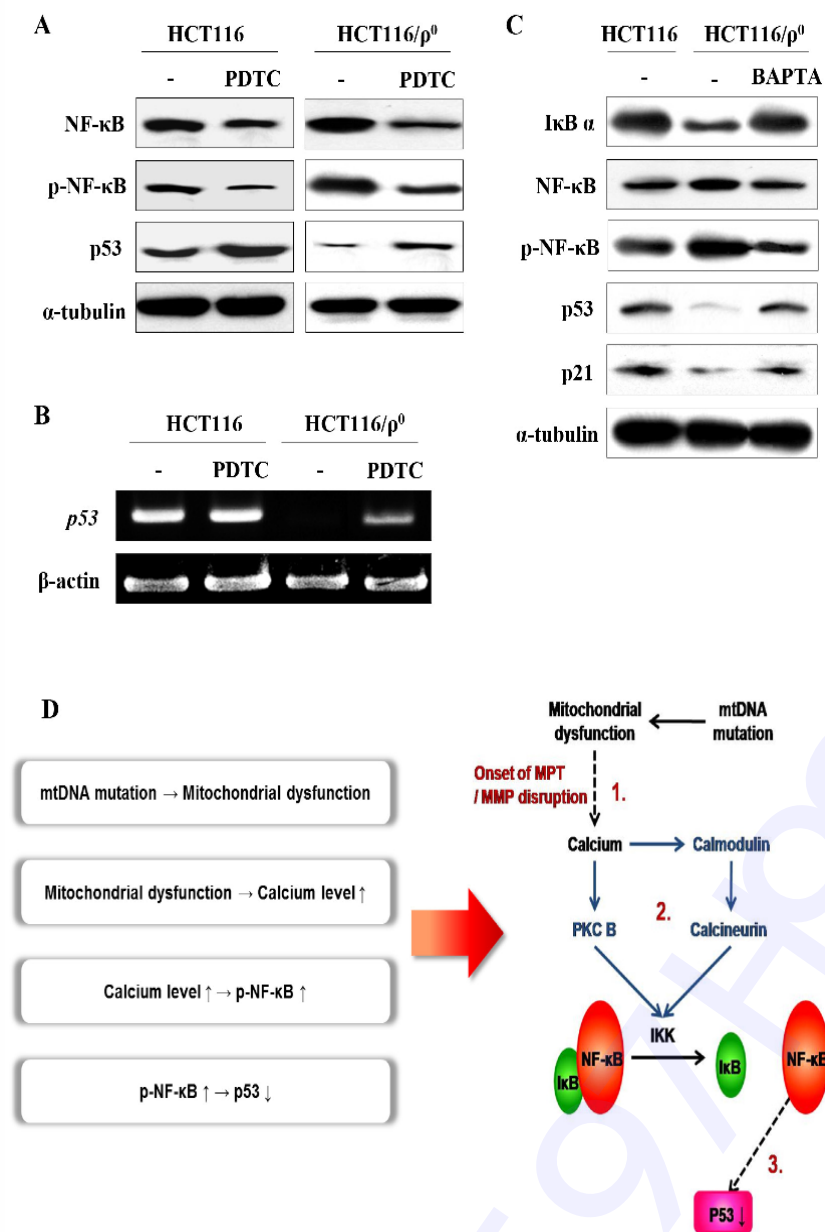 A
HCT116 HCT116/ρ⁰
- PDTC - PDTC
NF-κB
p-NF-κB
p53
α-tubulin
B
HCT116 HCT116/ρ⁰
- PDTC - PDTC
p53
β-actin
C
HCT116 HCT116/ρ⁰
- - BAPTA
IκB α
NF-κB
p-NF-κB
p53
p21
α-tubulin
D
mtDNA mutation → Mitochondrial dysfunction
Mitochondrial dysfunction → Calcium level ↑
Calcium level ↑ → p-NF-κB ↑
p-NF-κB ↑ → p53 ↓
Mitochondrial
dysfunction
mtDNA
mutation
Onset of MPT
/ MMP disruption
1.
Calcium
Calmodulin
PKC B
2.
Calcineurin
IKK
IκB
NF-κB
IκB
NF-κB
3.
P53 ↓